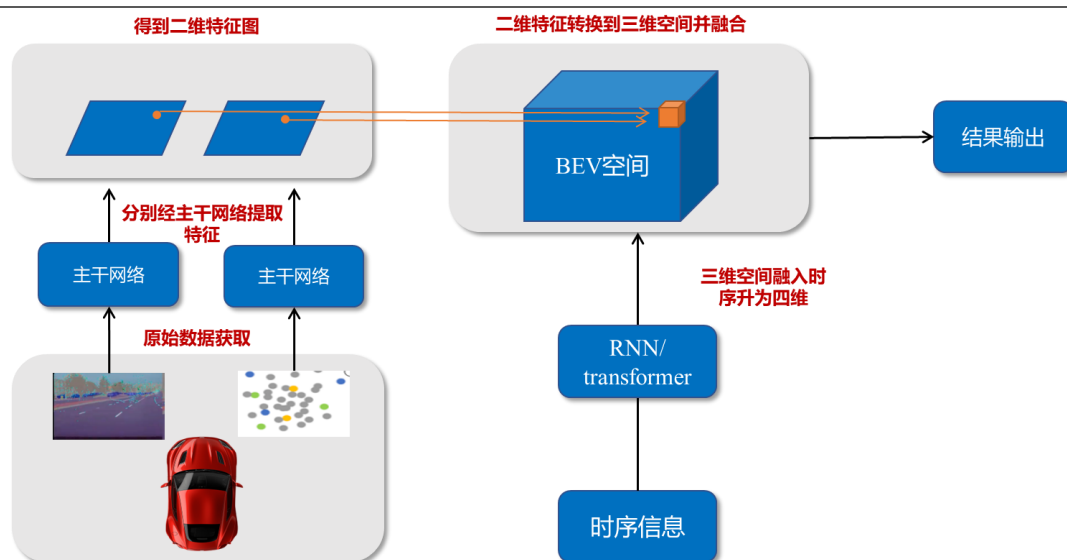 得到二维特征图
二维特征转换到三维空间并融合
BEV空间
结果输出
分别经主干网络提取
特征
主干网络
主干网络
三维空间融入时
序升为四维
原始数据获取
RNN/
transformer
时序信息